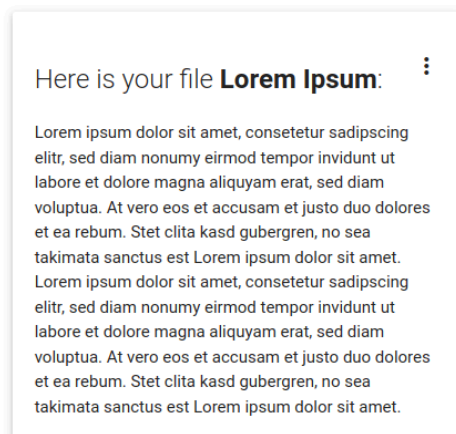 Here is your file Lorem Ipsum:
Lorem ipsum dolor sit amet, consetetur sadipscing
elitr, sed diam nonumy eirmod tempor invidunt ut
labore et dolore magna aliquyam erat, sed diam
voluptua. At vero eos et accusam et justo duo dolores
et ea rebum. Stet clita kasd gubergren, no sea
takimata sanctus est Lorem ipsum dolor sit amet.
Lorem ipsum dolor sit amet, consetetur sadipscing
elitr, sed diam nonumy eirmod tempor invidunt ut
labore et dolore magna aliquyam erat, sed diam
voluptua. At vero eos et accusam et justo duo dolores
et ea rebum. Stet clita kasd gubergren, no sea
takimata sanctus est Lorem ipsum dolor sit amet.